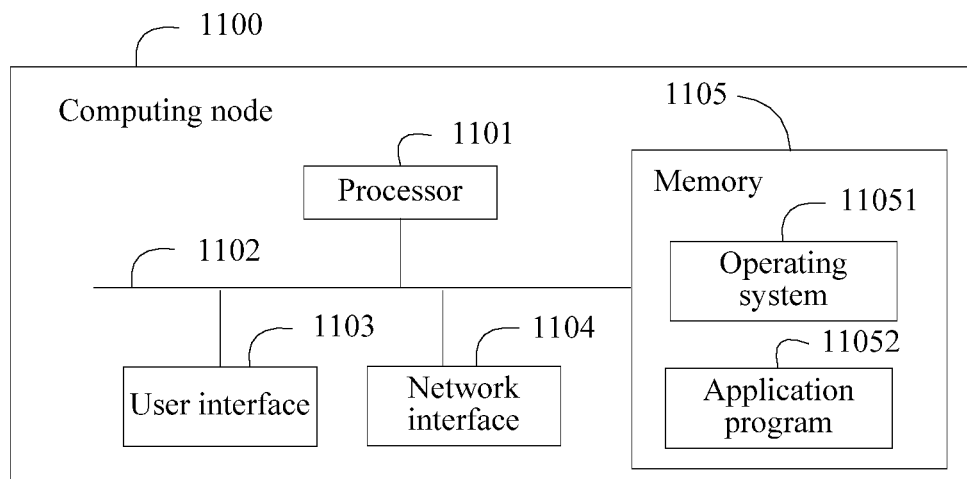 1100
Computing node
1105
1101
Processor
Memory
11051
Operating
system
1102
1103
1104
11052
User interface
Network
interface
Application
program